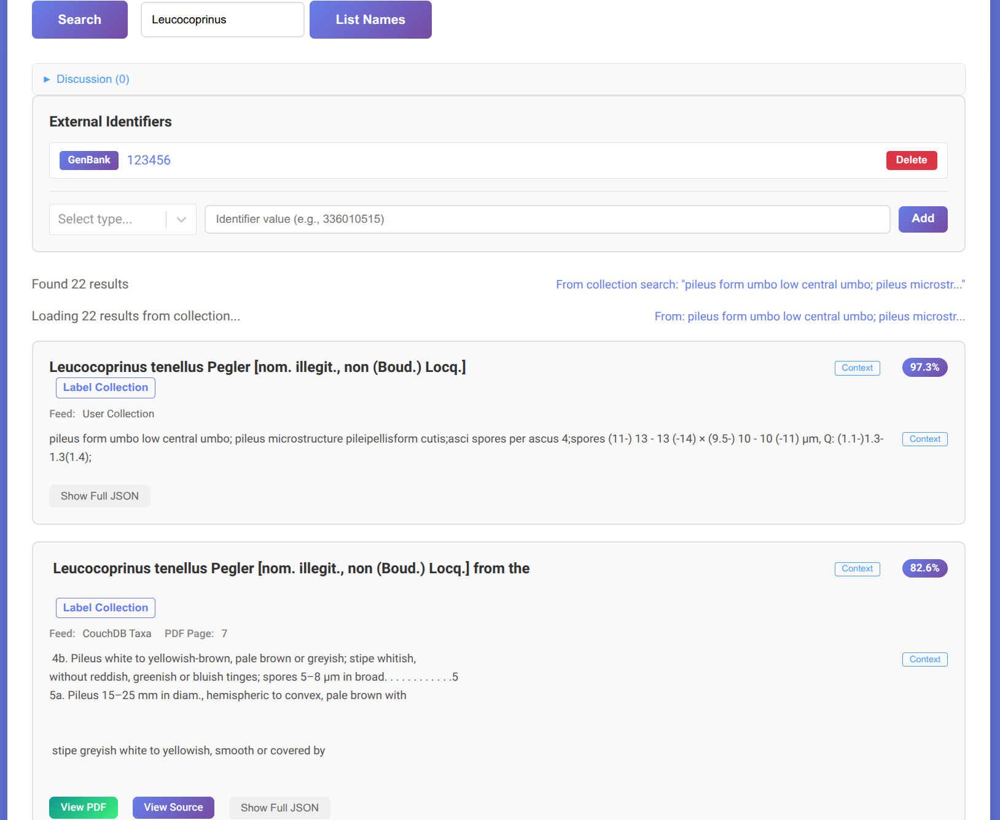 Search
Leucocoprinus
List Names
► Discussion (0)
External Identifiers
GenBank 123456
Delete
Select type...
Identifier value (e.g., 336010515)
Add
Found 22 results
From collection search: "pileus form umbo low central umbo; pileus microstr..."
Loading 22 results from collection...
From: pileus form umbo low central umbo; pileus microstr...
Leucocoprinus tenellus Pegler [nom. illegit., non (Boud.) Locq.]
Context
97.3%
Label Collection
Feed: User Collection
pileus form umbo low central umbo; pileus microstructure pileipellisform cutis;asci spores per ascus 4;spores (11-) 13 - 13 (-14) × (9.5-) 10 - 10 (-11) μm, Q: (1.1-)1.3-
1.3(1.4);
Context
Show Full JSON
Leucocoprinus tenellus Pegler [nom. illegit., non (Boud.) Locq.] from the
Context
82.6%
Label Collection
Feed: CouchDB Taxa PDF Page: 7
4b. Pileus white to yellowish-brown, pale brown or greyish; stipe whitish,
Context
without reddish, greenish or bluish tinges; spores 5–8 μm in broad. . . . . . . . . . .5
5a. Pileus 15–25 mm in diam., hemispheric to convex, pale brown with
stipe greyish white to yellowish, smooth or covered by
View PDF
View Source
Show Full JSON